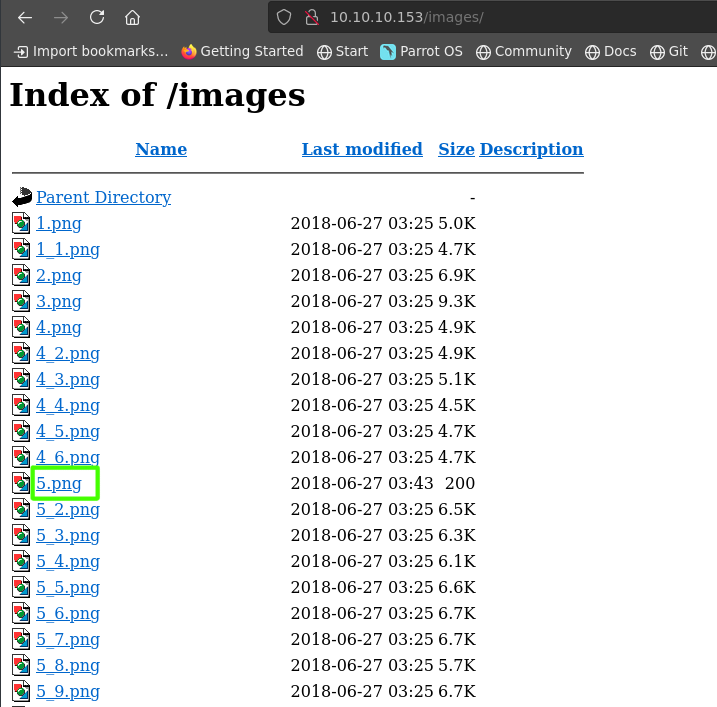 10.10.10.153/images/
Import bookmarks... Getting Started Start Parrot OS Community Docs Git
Index of /images
Name Last modified Size Description
Parent Directory -
1.png 2018-06-27 03:25 5.0K
1_1.png 2018-06-27 03:25 4.7K
2.png 2018-06-27 03:25 6.9K
3.png 2018-06-27 03:25 9.3K
4.png 2018-06-27 03:25 4.9K
4_2.png 2018-06-27 03:25 4.9K
4_3.png 2018-06-27 03:25 5.1K
4_4.png 2018-06-27 03:25 4.5K
4_5.png 2018-06-27 03:25 4.7K
4_6.png 2018-06-27 03:25 4.7K
5.png 2018-06-27 03:43 200
5_2.png 2018-06-27 03:25 6.5K
5_3.png 2018-06-27 03:25 6.3K
5_4.png 2018-06-27 03:25 6.1K
5_5.png 2018-06-27 03:25 6.6K
5_6.png 2018-06-27 03:25 6.7K
5_7.png 2018-06-27 03:25 6.7K
5_8.png 2018-06-27 03:25 5.7K
5_9.png 2018-06-27 03:25 6.7K